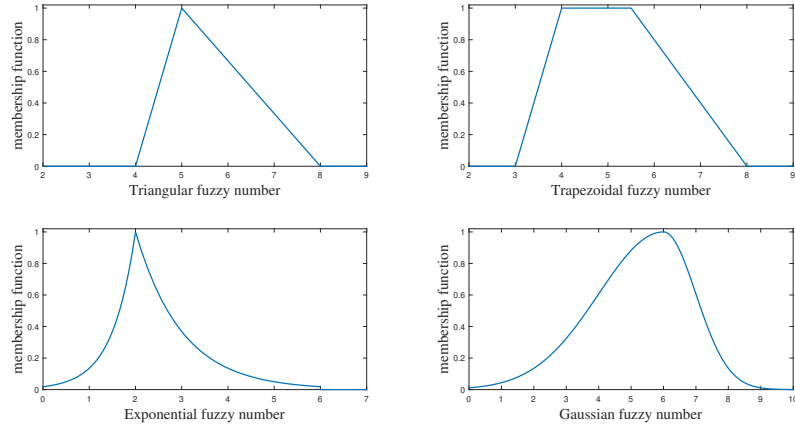 membership function
1
0.8
0.6
0.4
0.2
0
2 3 4 5 6 7 8 9
Triangular fuzzy number
membership function
1
0.8
0.6
0.4
0.2
0
2 3 4 5 6 7 8 9
Trapezoidal fuzzy number
membership function
1
0.8
0.6
0.4
0.2
0
0 1 2 3 4 5 6 7
Exponential fuzzy number
membership function
1
0.8
0.6
0.4
0.2
0
0 1 2 3 4 5 6 7 8 9 10
Gaussian fuzzy number